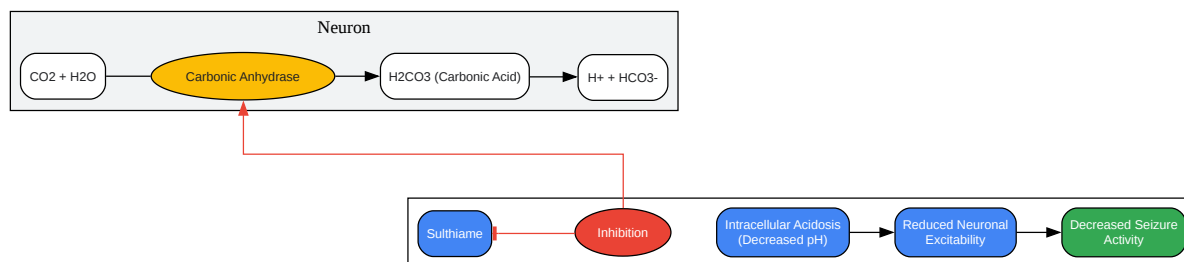 Neuron
CO2 + H2O
Carbonic Anhydrase
H2CO3 (Carbonic Acid)
H+ + HCO3-
Sulthiame
Inhibition
Intracellular Acidosis
(Decreased pH)
Reduced Neuronal
Excitability
Decreased Seizure
Activity